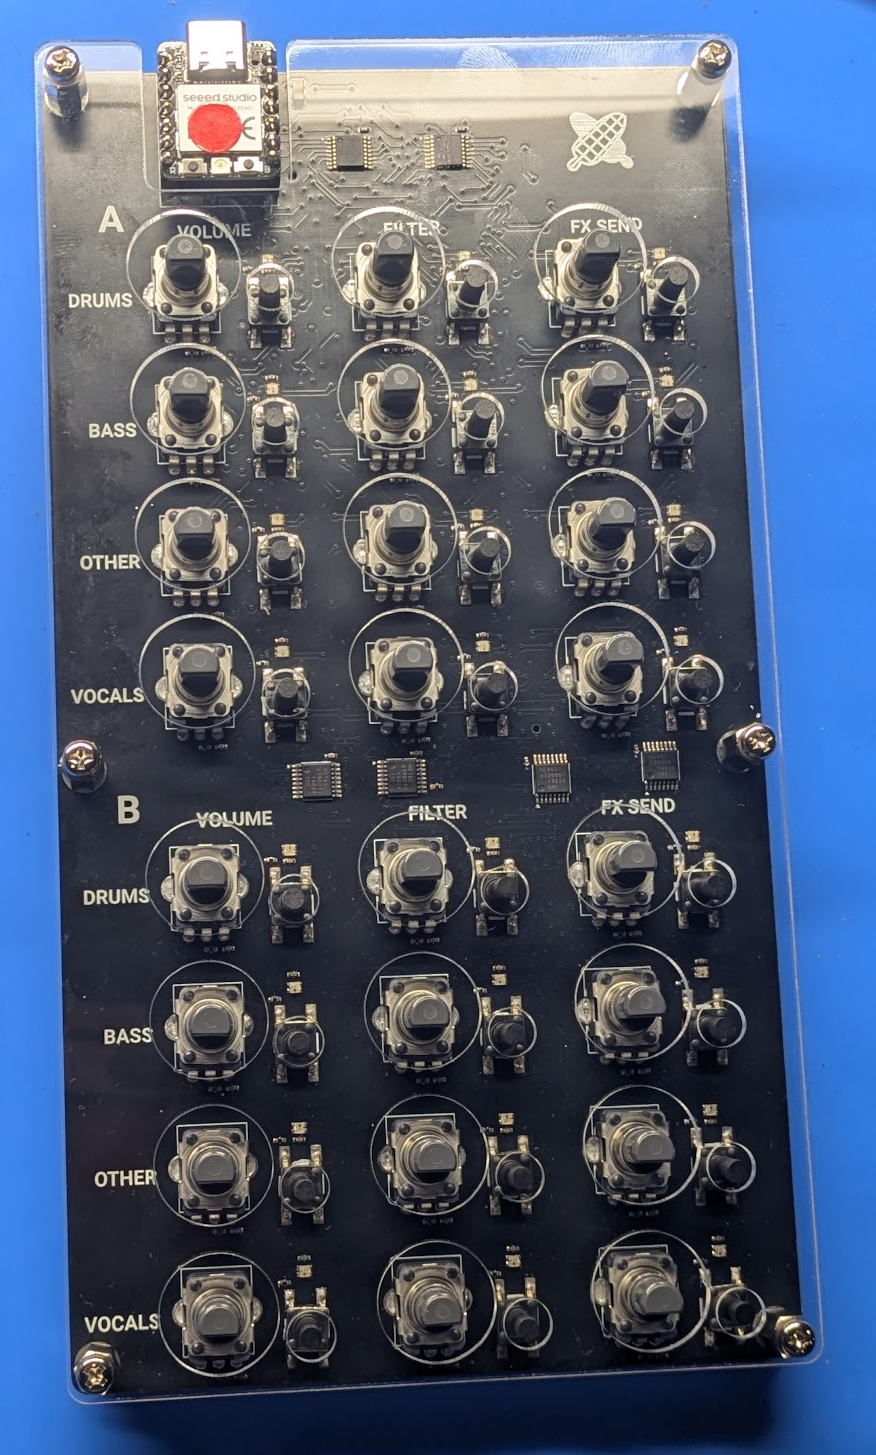 seeed studio
A
VOLUME FILTER FX SEND
DRUMS
BASS
OTHER
VOCALS
B
VOLUME FILTER FX SEND
DRUMS
BASS
OTHER
VOCALS